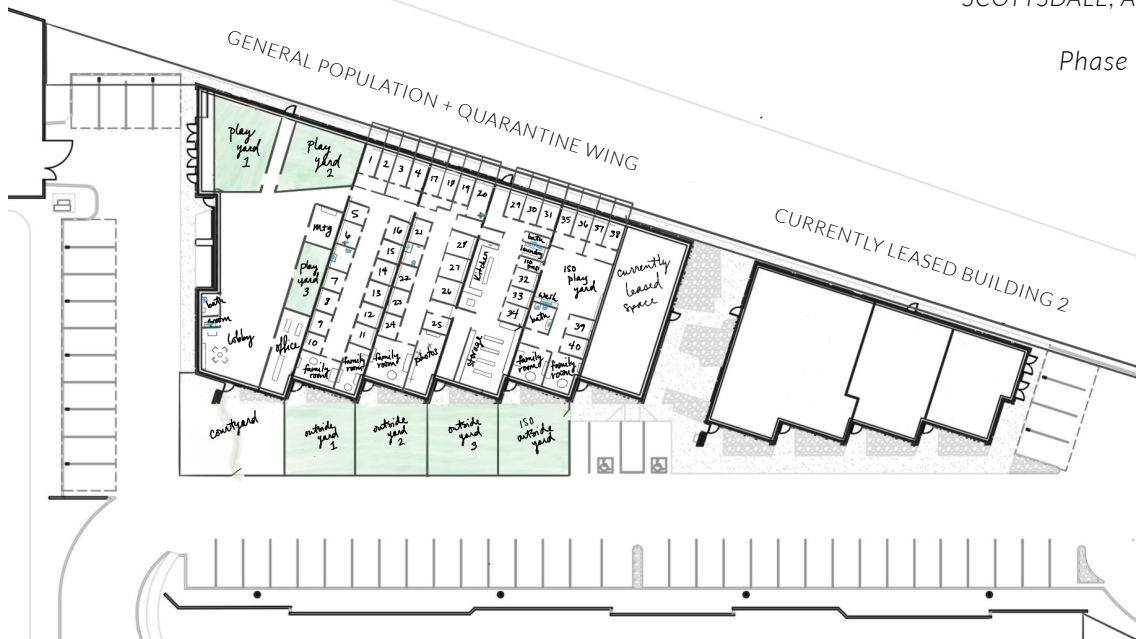 SCOTTSDALE, A
Phase
GENERAL POPULATION + QUARANTINE WING
CURRENTLY LEASED BUILDING 2
play
yard
1
play
yard
2
1
2
3
4
17
18
19
20
29
30
31
35
36
37
38
mtg
5
6
play
yard
3
7
8
9
10
16
15
14
13
12
11
21
22
23
24
28
27
26
25
kitchen
storage
bath
laundry
iso
32
33
34
wash
bath
iso
play
yard
39
40
currently
leased
space
bath
room
lobby
office
family
room
family
room
family
room
photos
family
room
family
room
courtyard
outside
yard
1
outside
yard
2
outside
yard
3
iso
outside
yard